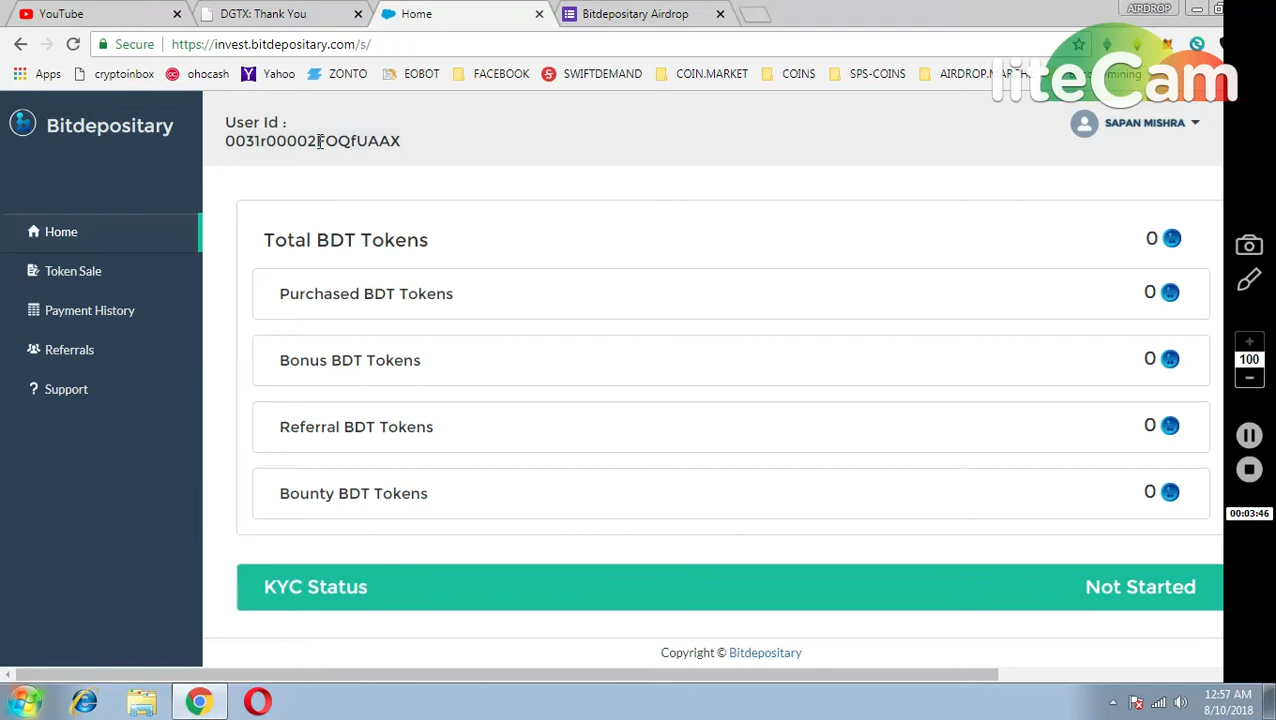 YouTube
DGTX: Thank You
Home
Bitdepositary Airdrop
AIRDROP
Secure
https://invest.bitdepositary.com/s/
Apps
cryptoinbox
ohocash
Yahoo
ZONTO
EOBOT
FACEBOOK
SWIFTDEMAND
COIN.MARKET
COINS
SPS-COINS
mining
liteCam
Bitdepositary
User Id :
SAPAN MISHRA
Home
Token Sale
Payment History
Referrals
? Support
Total BDT Tokens
0
Purchased BDT Tokens
0
Bonus BDT Tokens
0
Referral BDT Tokens
0
Bounty BDT Tokens
0
KYC Status
Not Started
Copyright © Bitdepositary
100
00:03:46
12:57 AM
8/10/2018